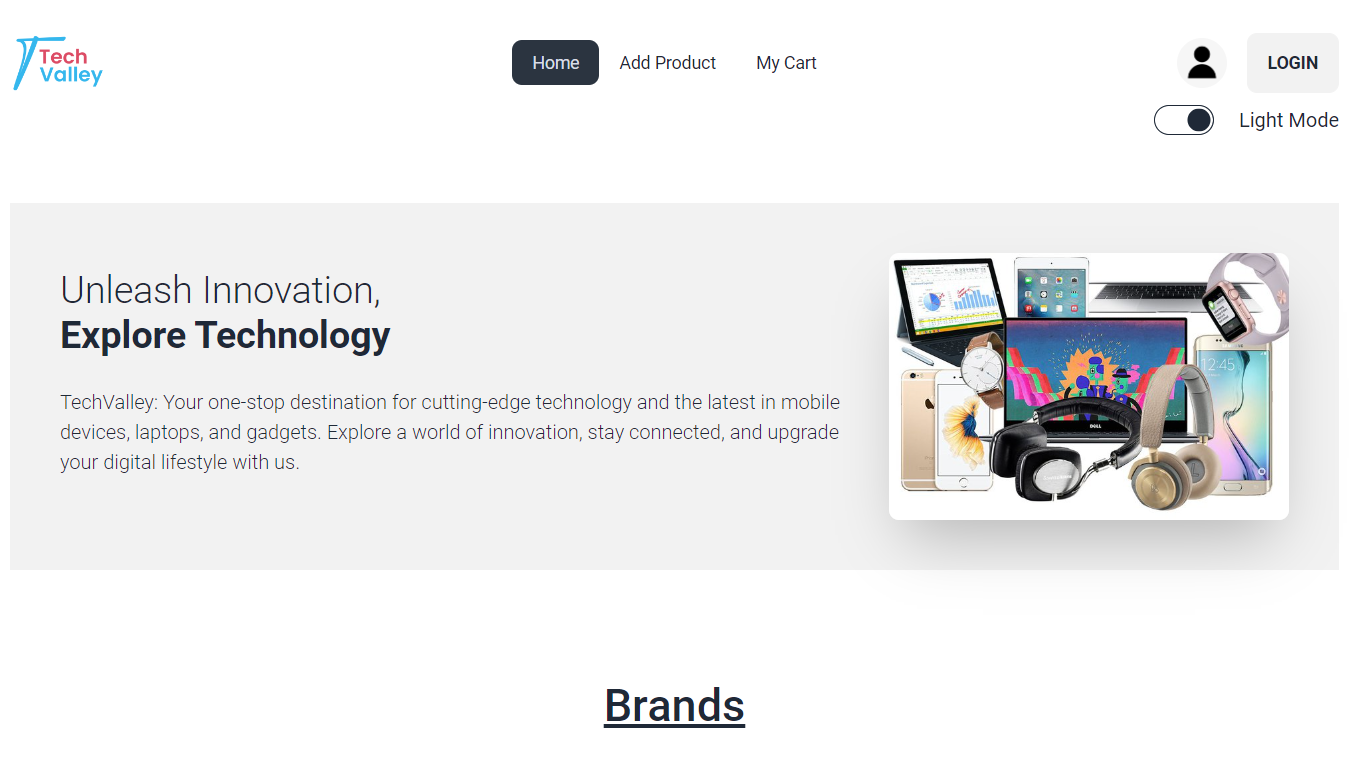 Tech
Valley
Home
Add Product
My Cart
LOGIN
Light Mode
Unleash Innovation,
Explore Technology
TechValley: Your one-stop destination for cutting-edge technology and the latest in mobile
devices, laptops, and gadgets. Explore a world of innovation, stay connected, and upgrade
your digital lifestyle with us.
12:45
DELL
Brands